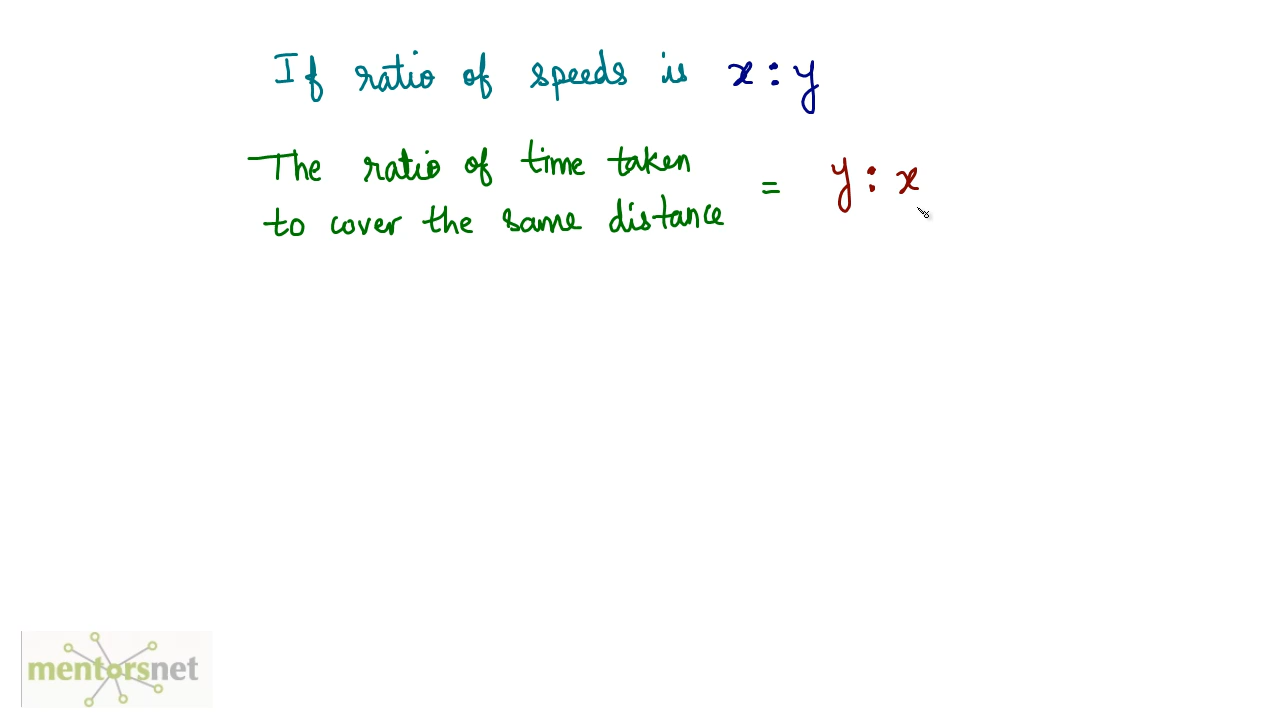 If ratio of speeds is x : y
The ratio of time taken
to cover the same distance = y : x
mentorsnet